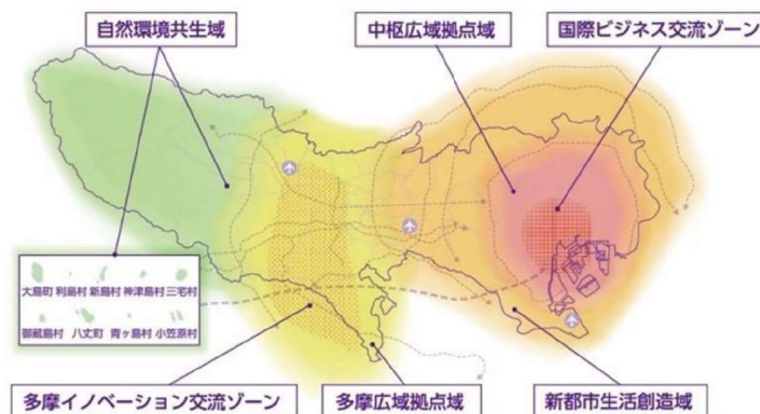 自然環境共生域
中枢広域拠点域
国際ビジネス交流ゾーン
大島町 利島村 新島村 神津島村 三宅村
御蔵島村 八丈町 青ヶ島村 小笠原村
多摩イノベーション交流ゾーン
多摩広域拠点域
新都市生活創造域